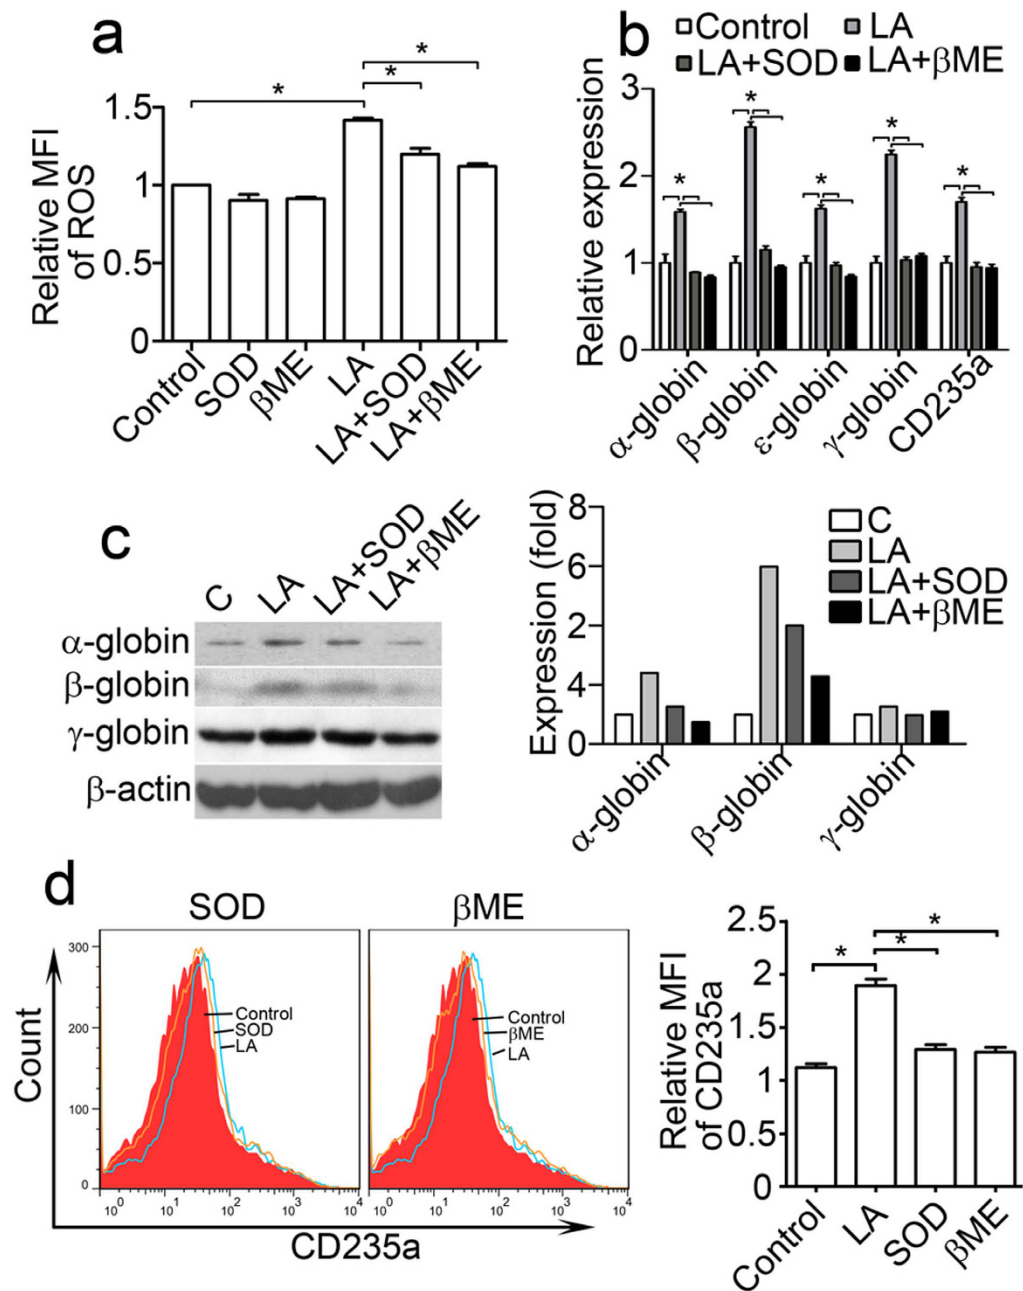 a
Relative MFI
of ROS
1.5
1
0.5
0
*
*
*
Control
SOD
βME
LA
LA+SOD
LA+βME
b
Control
LA
LA+SOD
LA+βME
Relative expression
3
2
1
0
*
*
*
*
*
α-globin
β-globin
ε-globin
γ-globin
CD235a
c
C
LA
LA+SOD
LA+βME
α-globin
β-globin
γ-globin
β-actin
Expression (fold)
8
6
2
4
0
C
LA
LA+SOD
LA+βME
α-globin
β-globin
γ-globin
d
SOD
βME
Count
300
200
100
0
Control
SOD
LA
Control
βME
LA
10⁰ 10¹ 10² 10³ 10⁴
10⁰ 10¹ 10² 10³ 10⁴
CD235a
Relative MFI
of CD235a
2.5
2
1.5
1
0.5
0
*
*
*
Control
LA
SOD
βME